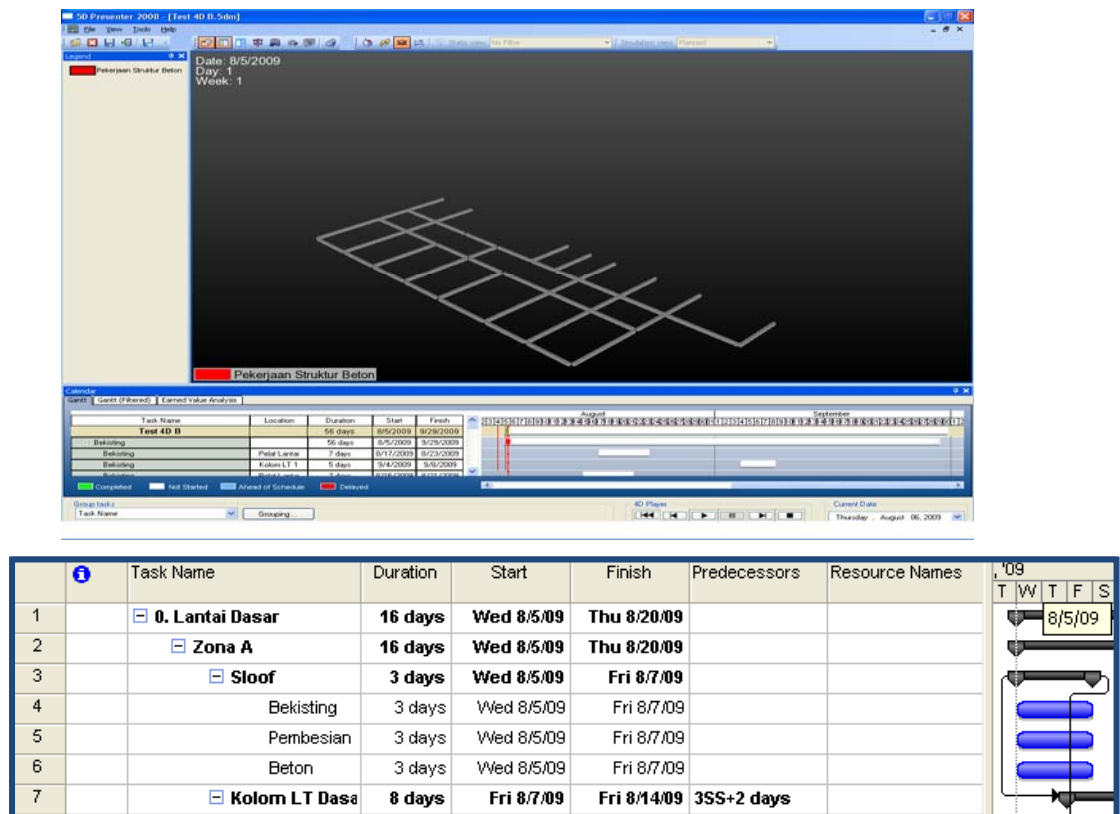 5D Presenter 2008 - [Test 4D B.5dm]
File View Tools Help
Static view: No Filter Simulation view: Planned
Legend
Pekerjaan Struktur Beton
Date: 8/5/2009
Day: 1
Week: 1
Pekerjaan Struktur Beton
Calendar
Gantt Gantt (Filtered) Earned Value Analysis
August September
Task Name Location Duration Start Finish
Test 4D B 56 days 8/5/2009 9/29/2009
Bekisting 56 days 8/5/2009 9/29/2009
Bekisting Pelat Lantai 7 days 8/17/2009 8/23/2009
Bekisting Kolom LT 1 5 days 9/4/2009 9/8/2009
Completed Not Started Ahead of Schedule Delayed
Group tasks 4D Player Current Date
Task Name Grouping... Thursday , August 06, 2009
Task Name Duration Start Finish Predecessors Resource Names , '09
T W T F S
1 0. Lantai Dasar 16 days Wed 8/5/09 Thu 8/20/09 8/5/09
2 Zona A 16 days Wed 8/5/09 Thu 8/20/09
3 Sloof 3 days Wed 8/5/09 Fri 8/7/09
4 Bekisting 3 days Wed 8/5/09 Fri 8/7/09
5 Pembesian 3 days Wed 8/5/09 Fri 8/7/09
6 Beton 3 days Wed 8/5/09 Fri 8/7/09
7 Kolom LT Dasa 8 days Fri 8/7/09 Fri 8/14/09 3SS+2 days